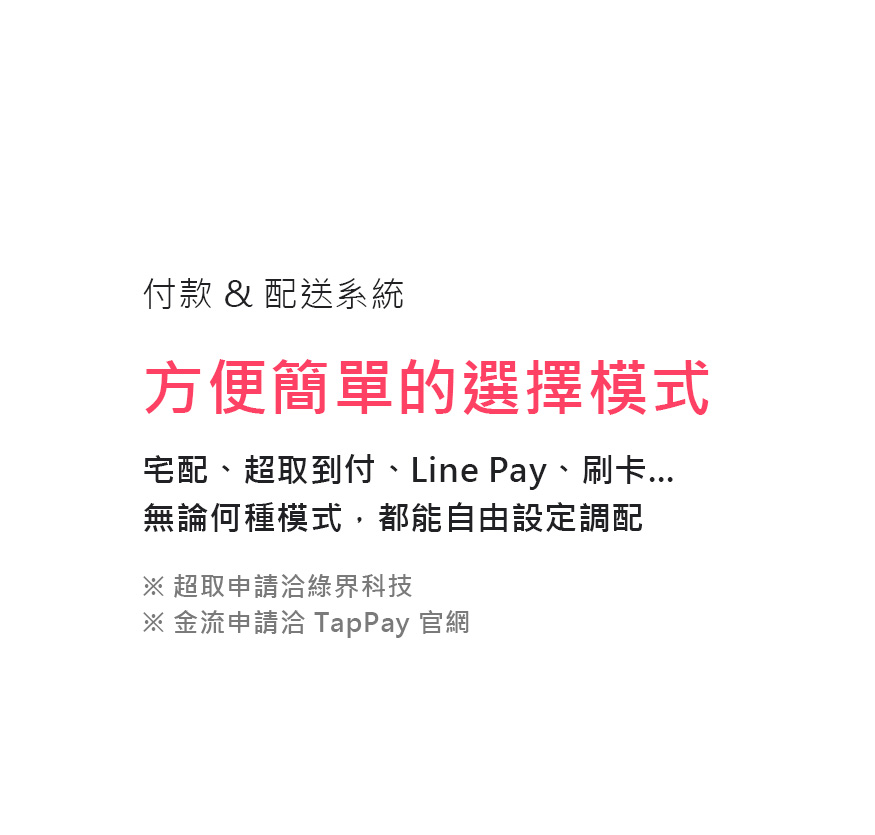 付款 & 配送系統
方便簡單的選擇模式
宅配、超取到付、Line Pay、刷卡...
無論何種模式，都能自由設定調配
※ 超取申請洽綠界科技
※ 金流申請洽 TapPay 官網